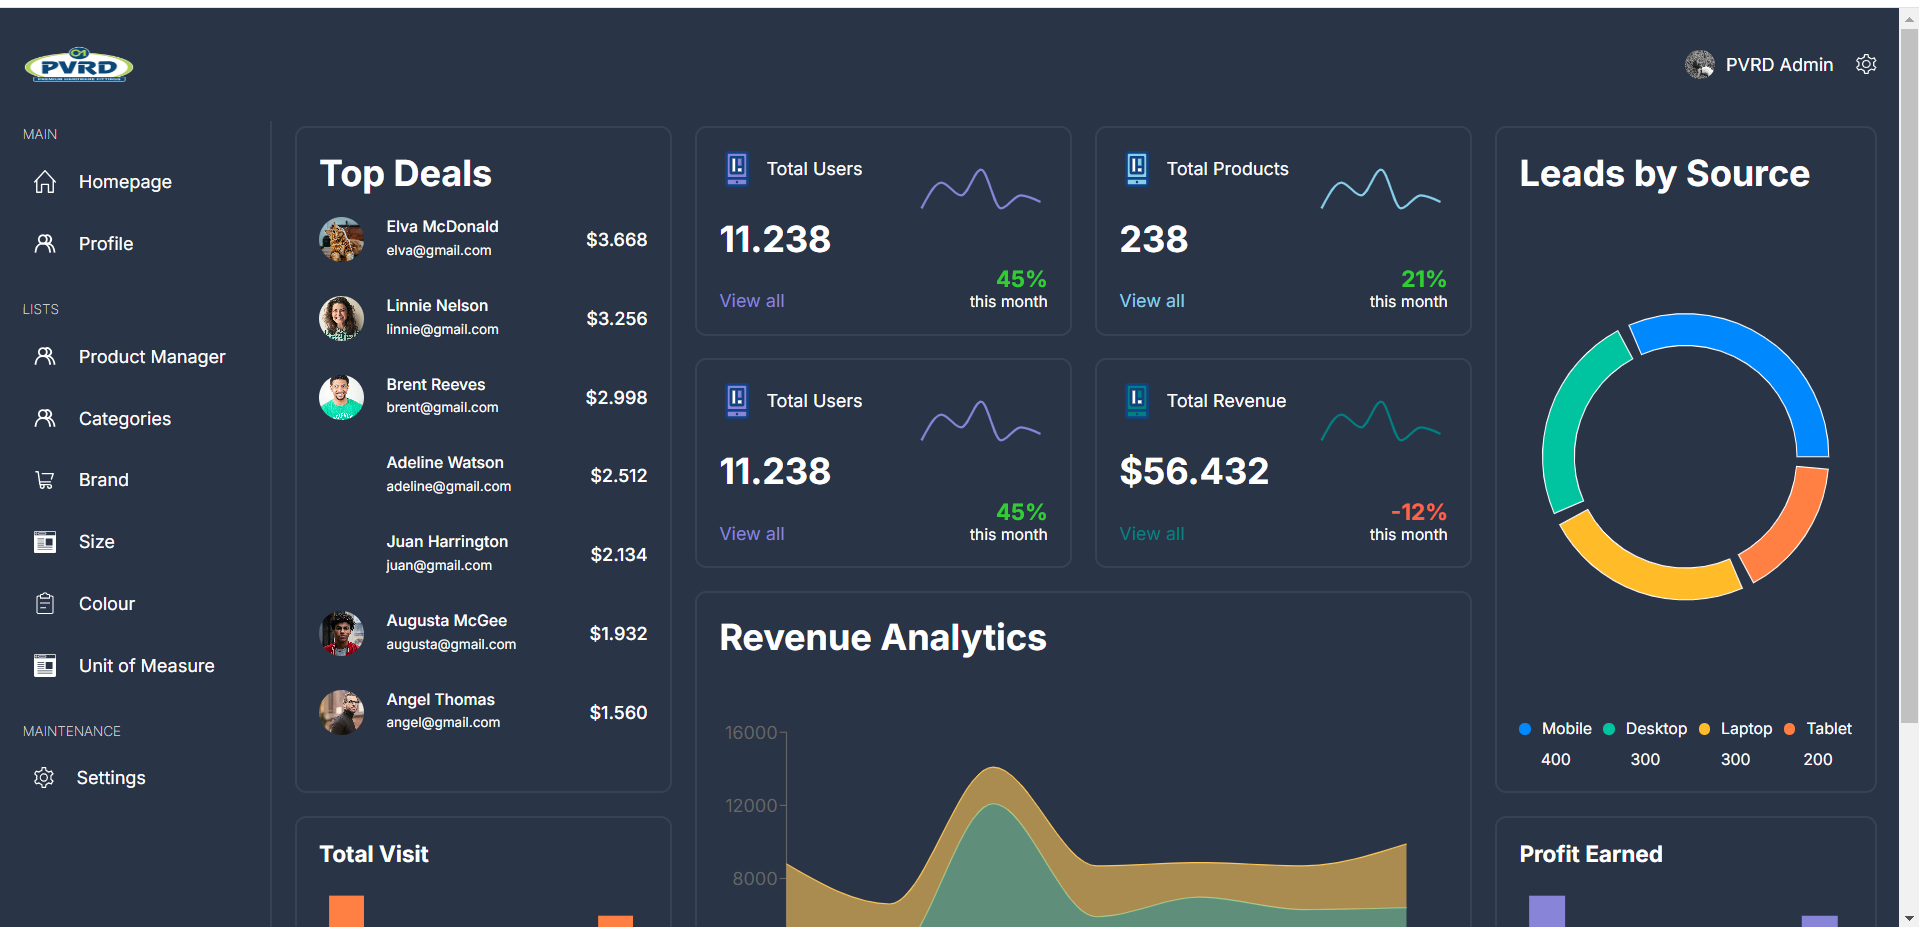 01
PVRD
PREMIUM HARDWARE FITTINGS
PVRD Admin
MAIN
Homepage
Profile
LISTS
Product Manager
Categories
Brand
Size
Colour
Unit of Measure
MAINTENANCE
Settings
Top Deals
Elva McDonald
elva@gmail.com
$3.668
Linnie Nelson
linnie@gmail.com
$3.256
Brent Reeves
brent@gmail.com
$2.998
Adeline Watson
adeline@gmail.com
$2.512
Juan Harrington
juan@gmail.com
$2.134
Augusta McGee
augusta@gmail.com
$1.932
Angel Thomas
angel@gmail.com
$1.560
Total Visit
Total Users
11.238
45%
View all
this month
Total Products
238
21%
View all
this month
Total Users
11.238
45%
View all
this month
Total Revenue
$56.432
-12%
View all
this month
Revenue Analytics
16000
12000
8000
Leads by Source
Mobile Desktop Laptop Tablet
400 300 300 200
Profit Earned